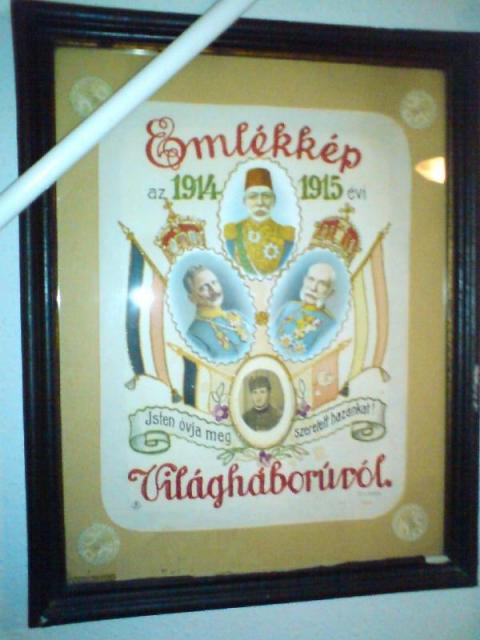 Emlékkép
az 1914 1915 évi
Isten óvja meg szeretett hazánkat!
Világháborúról.